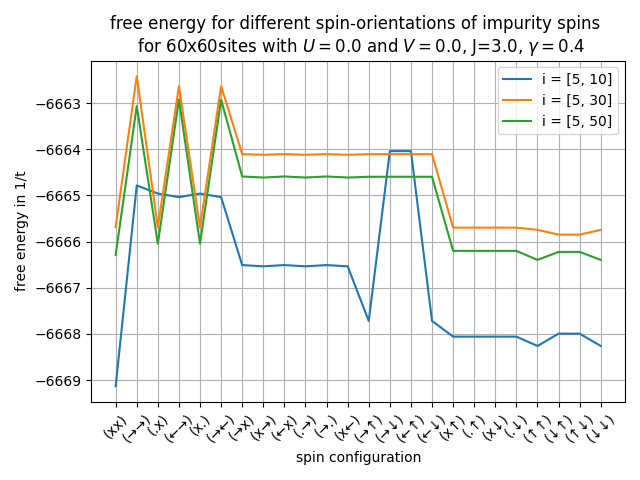 free energy for different spin-orientations of impurity spins
for 60x60sites with U = 0.0 and V = 0.0, J=3.0, γ = 0.4
i = [5, 10]
i = [5, 30]
i = [5, 50]
free energy in 1/t
−6663
−6664
−6665
−6666
−6667
−6668
−6669
(xx)
(→→)
(.x)
(←→)
(x.)
(→←)
(→x)
(x→)
(←x)
(.→)
(→.)
(x←)
(→↑)
(→↓)
(←↑)
(←↓)
(x↑)
(.↑)
(x↓)
(.↓)
(↑↑)
(↓↑)
(↑↓)
(↓↓)
spin configuration